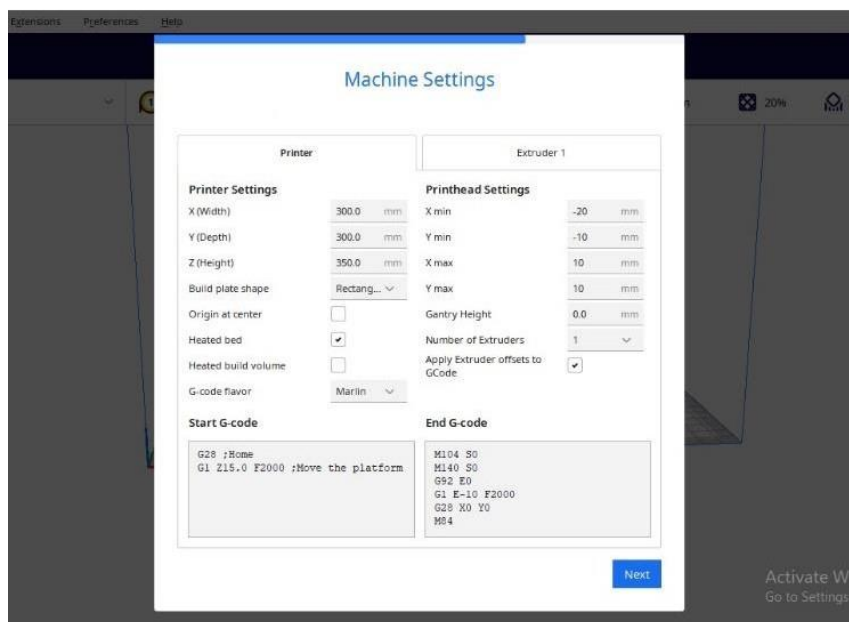 Extensions Preferences Help
Machine Settings
20%
Printer
Extruder 1
Printer Settings
X (Width) 300.0 mm
Y (Depth) 300.0 mm
Z (Height) 350.0 mm
Build plate shape Rectang...
Origin at center
Heated bed
Heated build volume
G-code flavor Marlin
Printhead Settings
X min -20 mm
Y min -10 mm
X max 10 mm
Y max 10 mm
Gantry Height 0.0 mm
Number of Extruders 1
Apply Extruder offsets to
GCode
Start G-code
G28 ;Home
G1 Z15.0 F2000 ;Move the platform
End G-code
M104 S0
M140 S0
G92 E0
G1 E-10 F2000
G28 X0 Y0
M84
Next
Activate W
Go to Settings